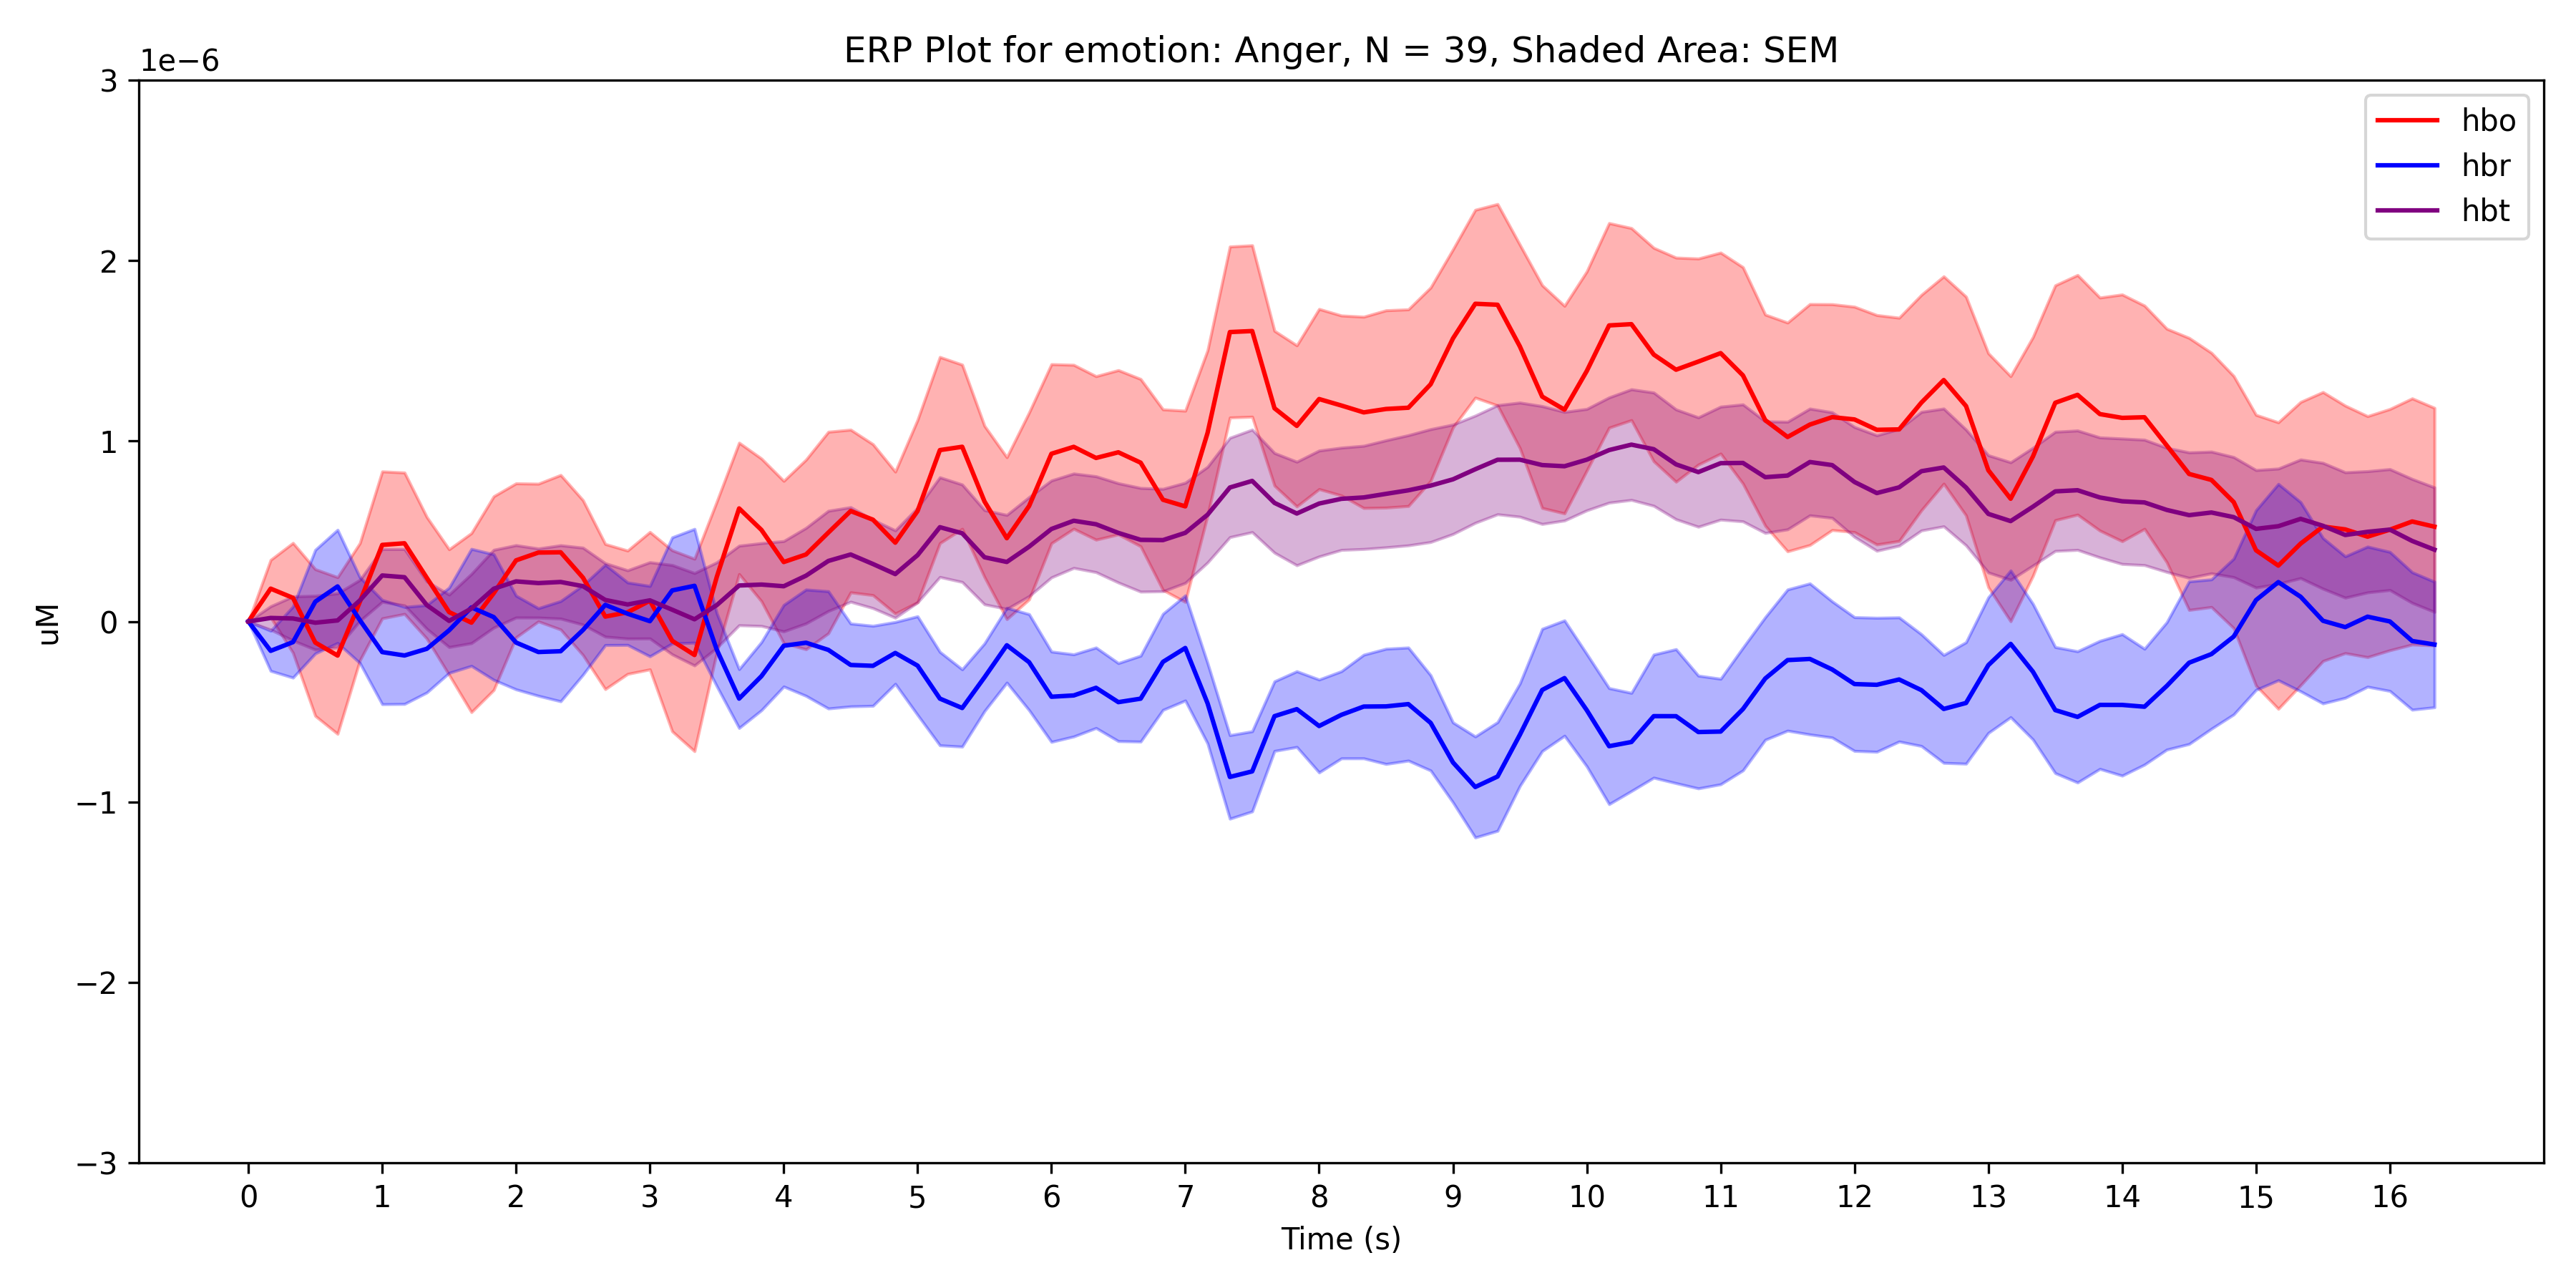 ERP Plot for emotion: Anger, N = 39, Shaded Area: SEM
1e−6
3
2
1
0
−1
−2
−3
uM
hbo
hbr
hbt
0 1 2 3 4 5 6 7 8 9 10 11 12 13 14 15 16
Time (s)